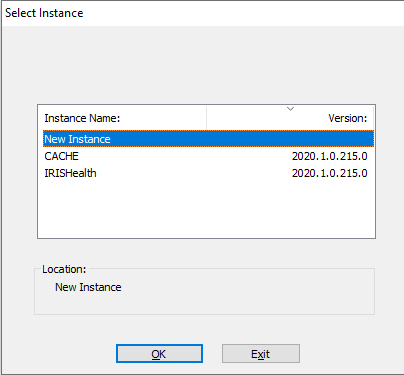 Select Instance
Instance Name: Version:
New Instance
CACHE 2020.1.0.215.0
IRISHealth 2020.1.0.215.0
Location:
New Instance
OK Exit